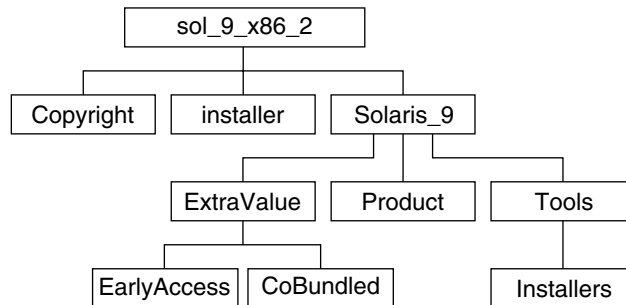 sol_9_x86_2
Copyright
installer
Solaris_9
ExtraValue
Product
Tools
EarlyAccess
CoBundled
Installers